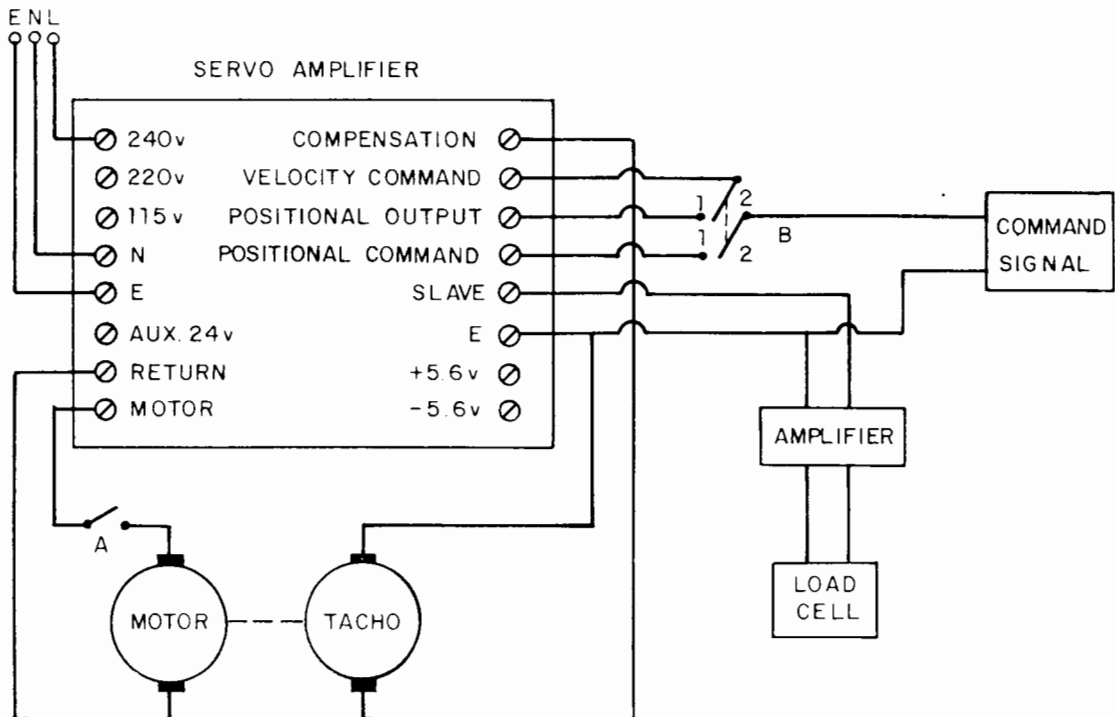 E N L
SERVO AMPLIFIER
240v
220v
115v
N
E
AUX. 24v
RETURN
MOTOR
COMPENSATION
VELOCITY COMMAND
POSITIONAL OUTPUT
POSITIONAL COMMAND
SLAVE
E
+5.6v
-5.6v
1 2
1 2
B
COMMAND
SIGNAL
AMPLIFIER
LOAD
CELL
A
MOTOR
TACHO